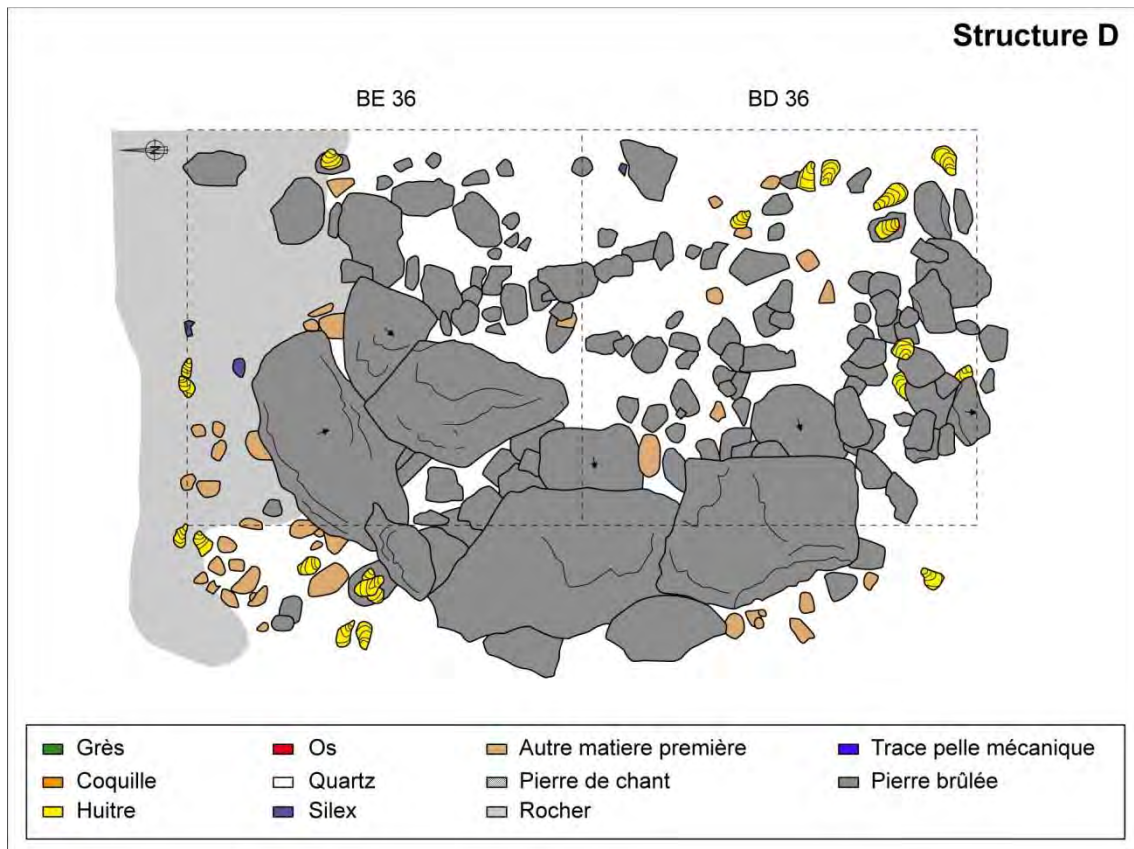 Structure D
BE 36
BD 36
N
Grès
Os
Autre matiere première
Trace pelle mécanique
Coquille
Quartz
Pierre de chant
Pierre brûlée
Huitre
Silex
Rocher